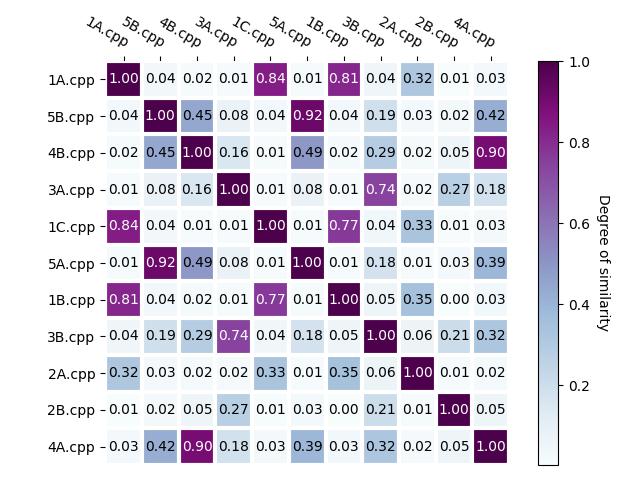 1A.cpp 5B.cpp 4B.cpp 3A.cpp 1C.cpp 5A.cpp 1B.cpp 3B.cpp 2A.cpp 2B.cpp 4A.cpp
1A.cpp 1.00 0.04 0.02 0.01 0.84 0.01 0.81 0.04 0.32 0.01 0.03
5B.cpp 0.04 1.00 0.45 0.08 0.04 0.92 0.04 0.19 0.03 0.02 0.42
4B.cpp 0.02 0.45 1.00 0.16 0.01 0.49 0.02 0.29 0.02 0.05 0.90
3A.cpp 0.01 0.08 0.16 1.00 0.01 0.08 0.01 0.74 0.02 0.27 0.18
1C.cpp 0.84 0.04 0.01 0.01 1.00 0.01 0.77 0.04 0.33 0.01 0.03
5A.cpp 0.01 0.92 0.49 0.08 0.01 1.00 0.01 0.18 0.01 0.03 0.39
1B.cpp 0.81 0.04 0.02 0.01 0.77 0.01 1.00 0.05 0.35 0.00 0.03
3B.cpp 0.04 0.19 0.29 0.74 0.04 0.18 0.05 1.00 0.06 0.21 0.32
2A.cpp 0.32 0.03 0.02 0.02 0.33 0.01 0.35 0.06 1.00 0.01 0.02
2B.cpp 0.01 0.02 0.05 0.27 0.01 0.03 0.00 0.21 0.01 1.00 0.05
4A.cpp 0.03 0.42 0.90 0.18 0.03 0.39 0.03 0.32 0.02 0.05 1.00
1.0
0.8
0.6
0.4
0.2
Degree of similarity